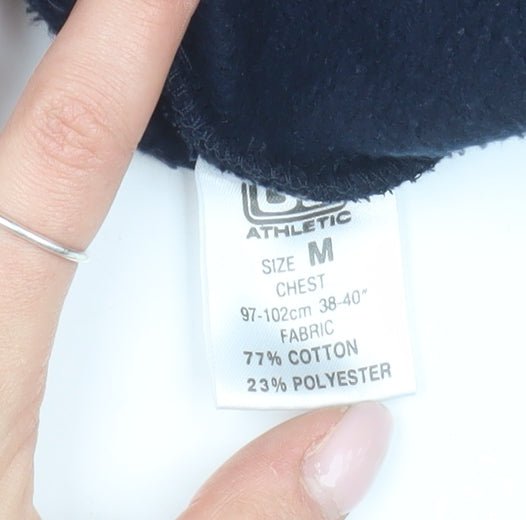 ATHLETIC
SIZE M
CHEST
97-102cm 38-40″
FABRIC
77% COTTON
23% POLYESTER